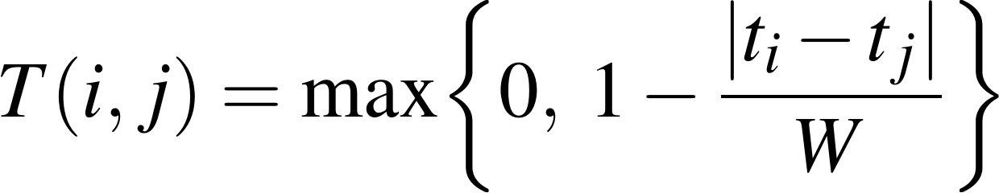 T(i, j) = max{0, 1 − |t_i − t_j| / W}